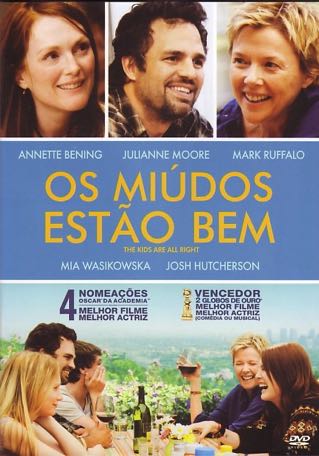 ANNETTE BENING JULIANNE MOORE MARK RUFFALO
OS MIÚDOS
ESTÃO BEM
THE KIDS ARE ALL RIGHT
MIA WASIKOWSKA JOSH HUTCHERSON
4 NOMEAÇÕES
OSCAR DA ACADEMIA
MELHOR FILME
MELHOR ACTRIZ
VENCEDOR
2 GLOBOS DE OURO
MELHOR FILME
MELHOR ACTRIZ
(COMÉDIA OU MUSICAL)
DVD